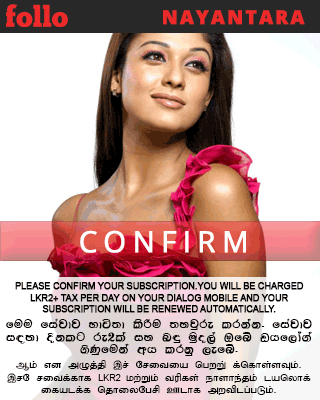 follo
NAYANTARA
CONFIRM
PLEASE CONFIRM YOUR SUBSCRIPTION.YOU WILL BE CHARGED
LKR2+ TAX PER DAY ON YOUR DIALOG MOBILE AND YOUR
SUBSCRIPTION WILL BE RENEWED AUTOMATICALLY.
මෙම සේවාව භාවිතා කිරීම තහවුරු කරන්න. සේවාව
සඳහා දිනකට රු2ක් සහ බදු මුදල් ඔබේ ඩයලෝග්
ගිණුමෙන් අය කරනු ලැබේ.
ஆம் என அழுத்தி இச் சேவையை பெற்று க்கொள்ளவும்.
இச்சே சவைக்காக LKR2 மற்றும் வரிகள் நாளாந்தம் டயலொக்
கையடக்க தொலைபேசி ஊடாக அறவிடப்படும்.